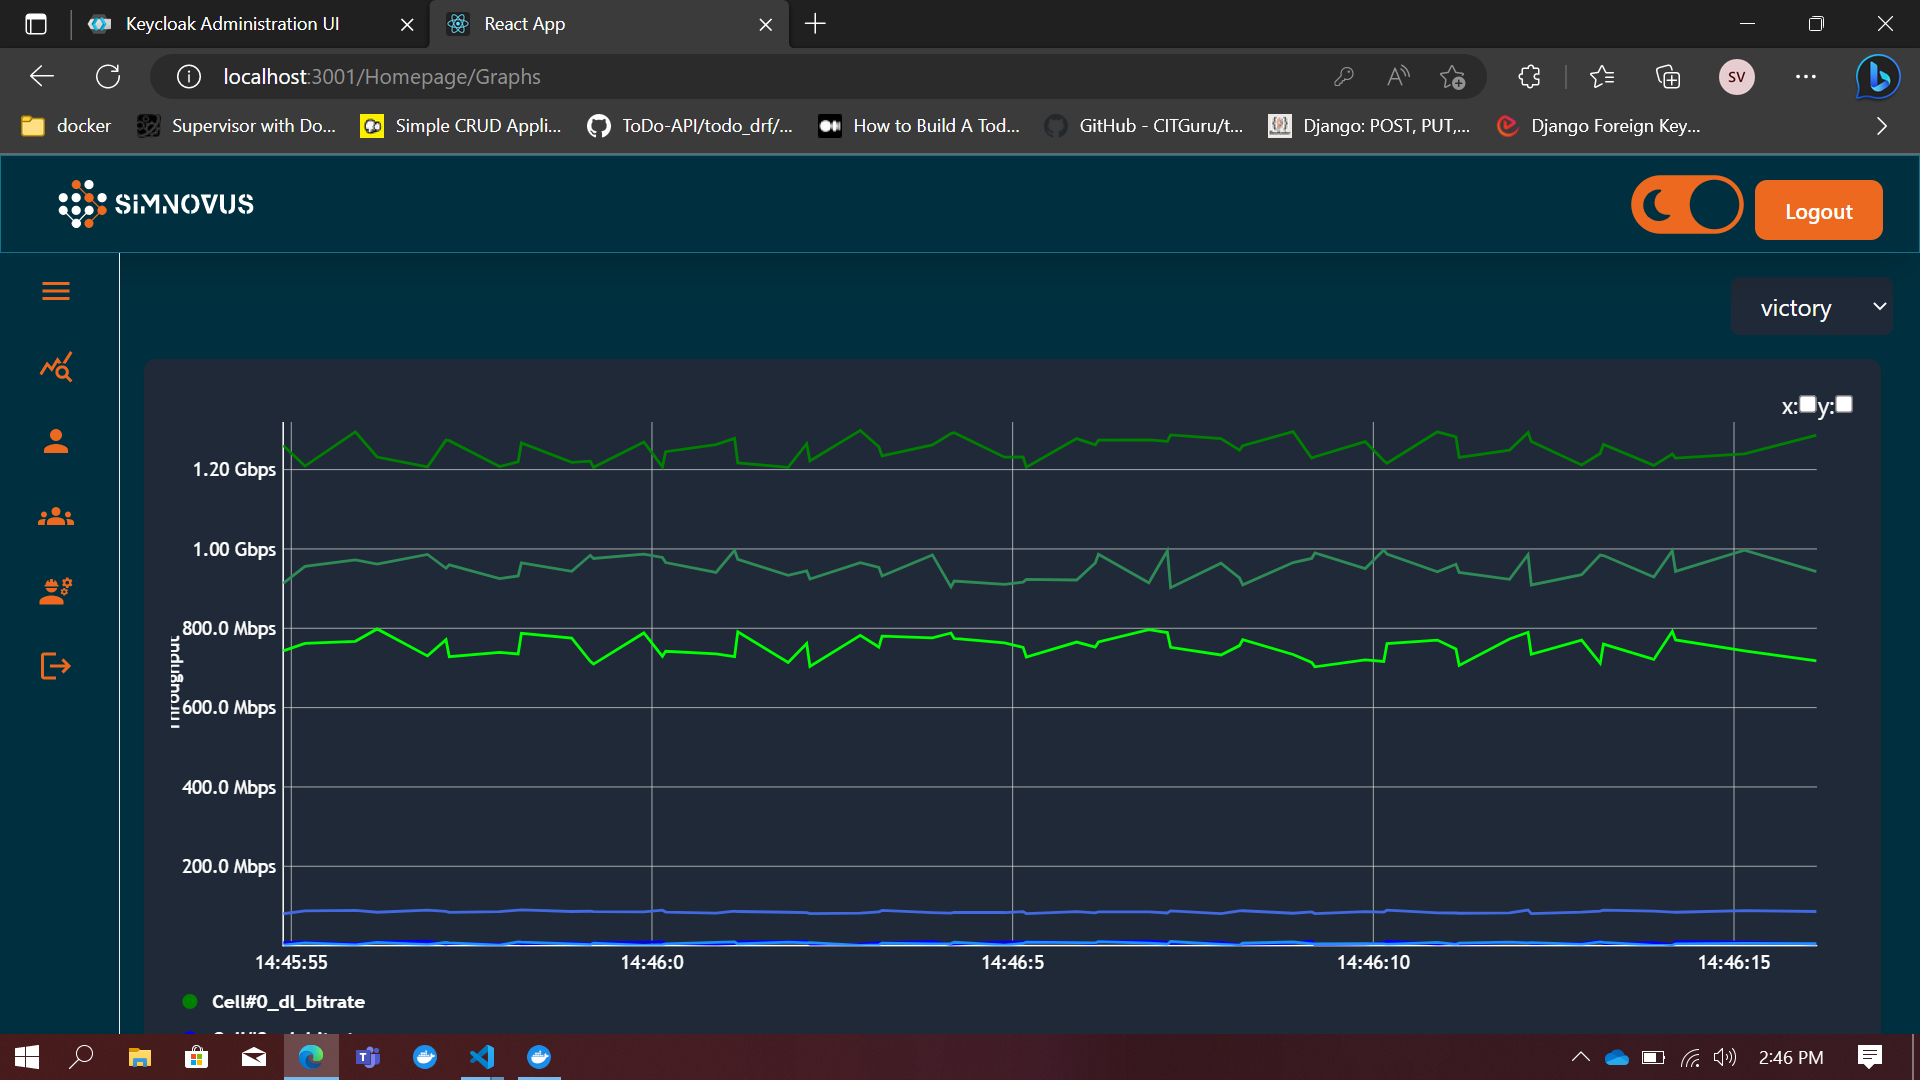 Keycloak Administration UI
React App
localhost:3001/Homepage/Graphs
SV
docker
Supervisor with Do...
Simple CRUD Appli...
ToDo-API/todo_drf/...
How to Build A Tod...
GitHub - CITGuru/t...
Django: POST, PUT,...
Django Foreign Key...
SIMNOVUS
Logout
victory
x: y:
1.20 Gbps
1.00 Gbps
800.0 Mbps
Throughput
600.0 Mbps
400.0 Mbps
200.0 Mbps
14:45:55 14:46:0 14:46:5 14:46:10 14:46:15
Cell#0_dl_bitrate
2:46 PM